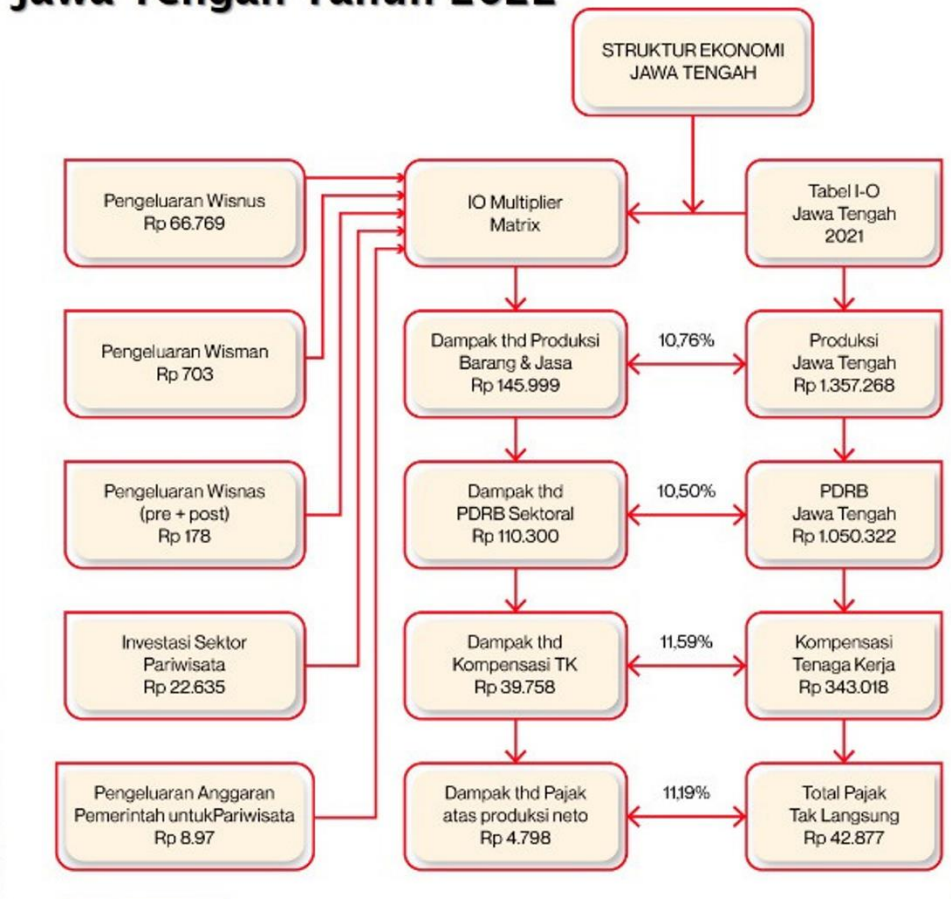 Jawa Tengah Tahun 2022
STRUKTUR EKONOMI
JAWA TENGAH
Pengeluaran Wisnus
Rp 66.769
IO Multiplier
Matrix
Tabel I-O
Jawa Tengah
2021
Pengeluaran Wisman
Rp 703
Dampak thd Produksi
Barang & Jasa
Rp 145.999
10,76%
Produksi
Jawa Tengah
Rp 1.357.268
Pengeluaran Wisnas
(pre + post)
Rp 178
Dampak thd
PDRB Sektoral
Rp 110.300
10,50%
PDRB
Jawa Tengah
Rp 1.050.322
Investasi Sektor
Pariwisata
Rp 22.635
Dampak thd
Kompensasi TK
Rp 39.758
11,59%
Kompensasi
Tenaga Kerja
Rp 343.018
Pengeluaran Anggaran
Pemerintah untukPariwisata
Rp 8.97
Dampak thd Pajak
atas produksi neto
Rp 4.798
11,19%
Total Pajak
Tak Langsung
Rp 42.877